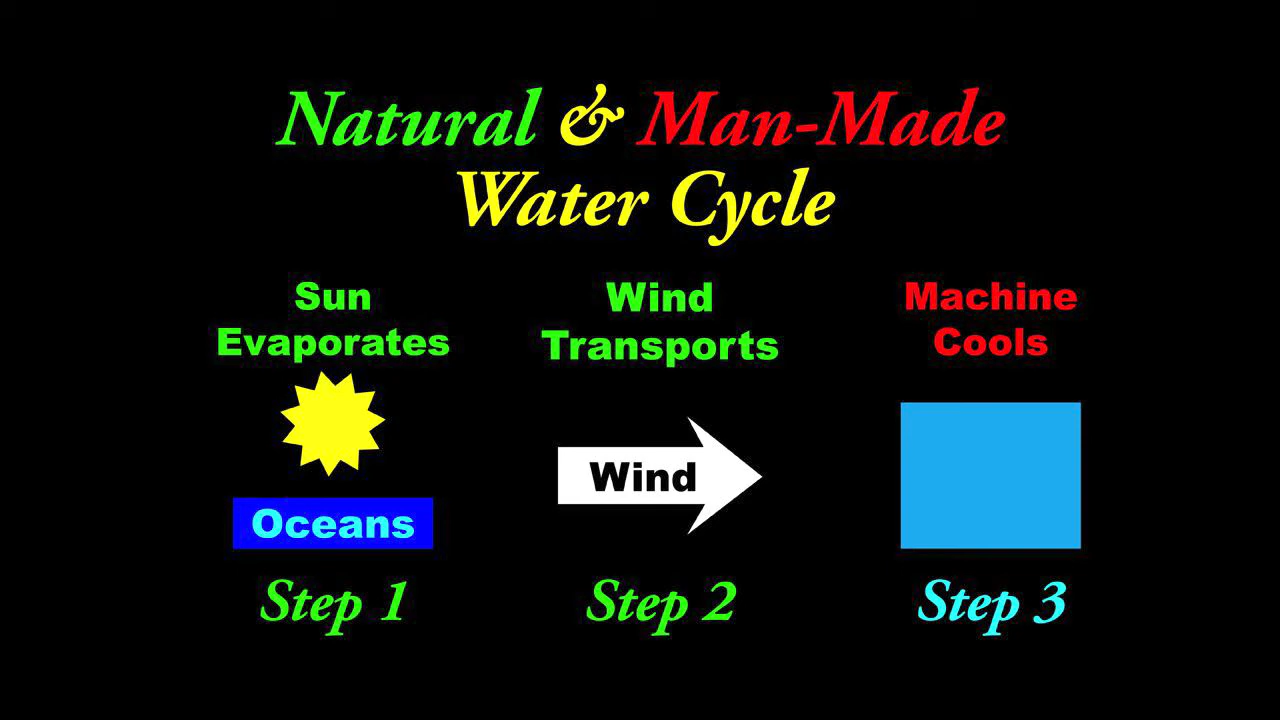 Natural & Man-Made
Water Cycle
Sun
Evaporates
Wind
Transports
Machine
Cools
Wind
Oceans
Step 1
Step 2
Step 3